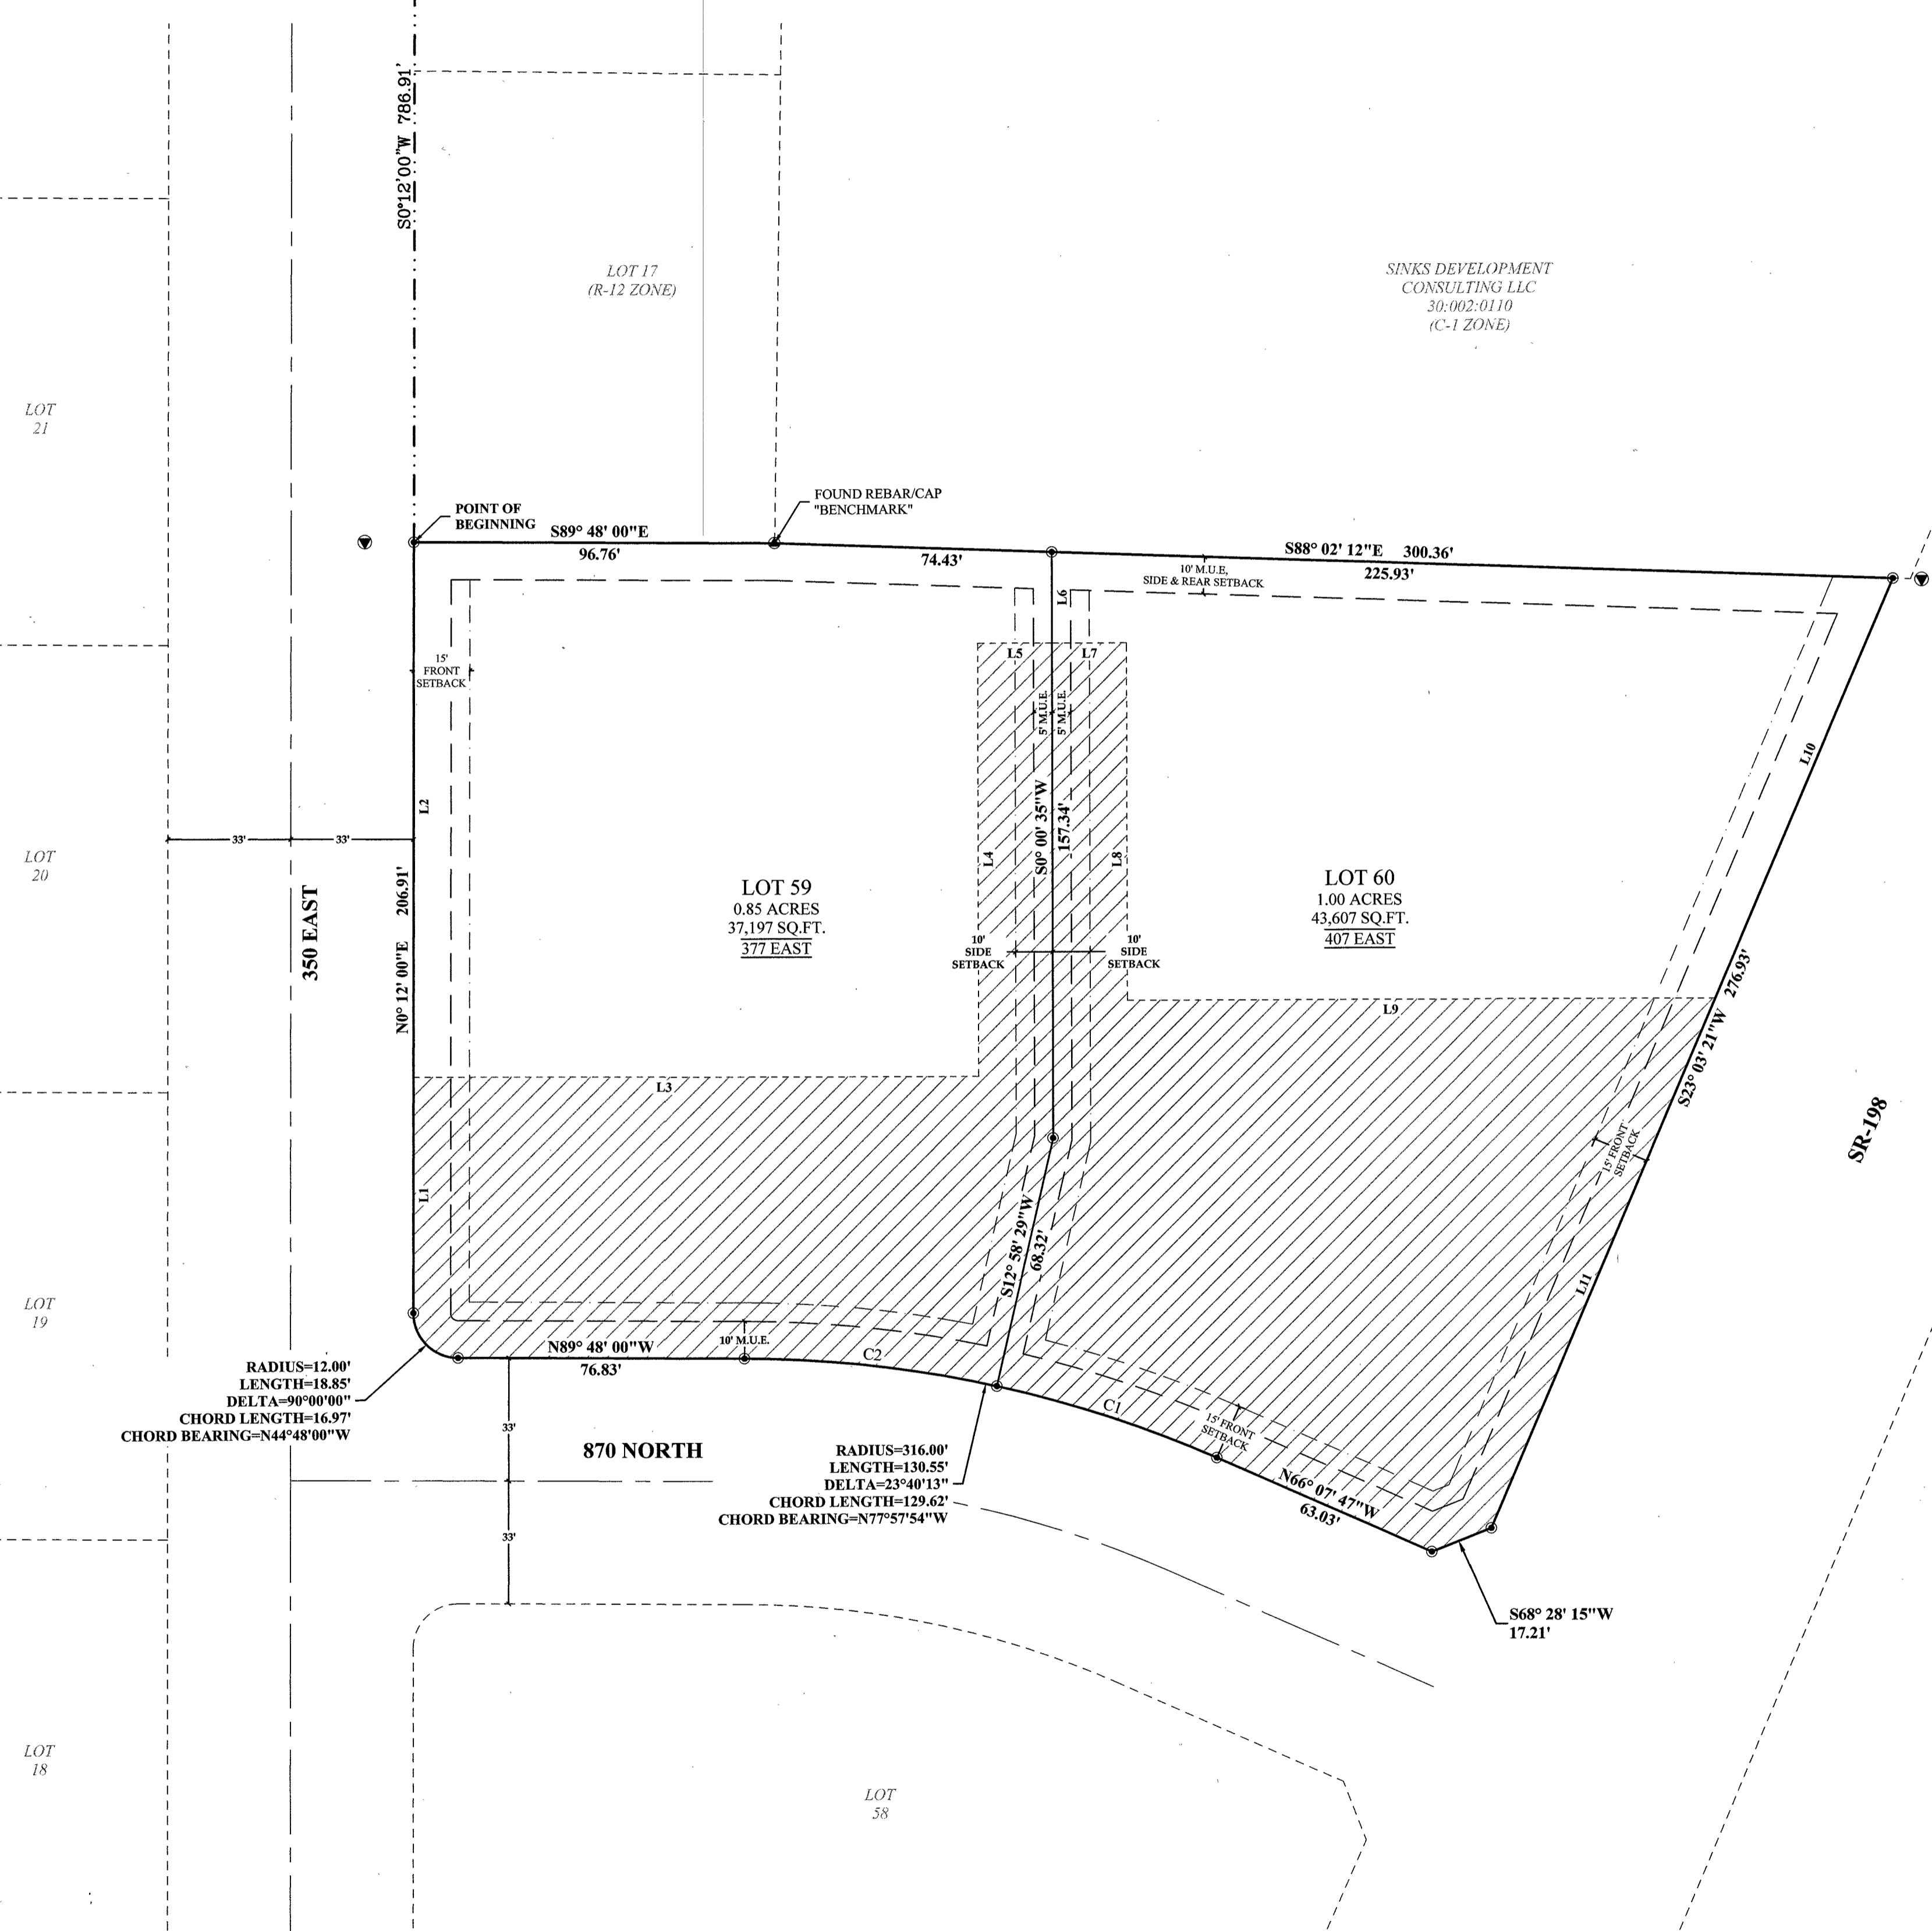 S0°12'00"W 786.91'
LOT 17
(R-12 ZONE)
SINKS DEVELOPMENT
CONSULTING LLC
30:002:0110
(C-1 ZONE)
LOT
21
POINT OF
BEGINNING
FOUND REBAR/CAP
"BENCHMARK"
S89° 48' 00"E
96.76'
74.43'
S88° 02' 12"E 300.36'
225.93'
10' M.U.E,
SIDE & REAR SETBACK
L6
15'
FRONT
SETBACK
L5
L7
5' M.U.E.
5' M.U.E.
L10
L2
33'
33'
S0° 00' 35"W
157.34'
L4
L8
LOT
20
350 EAST
N0° 12' 00"E 206.91'
LOT 59
0.85 ACRES
37,197 SQ.FT.
377 EAST
LOT 60
1.00 ACRES
43,607 SQ.FT.
407 EAST
10'
SIDE
SETBACK
10'
SIDE
SETBACK
S23° 03' 21"W 276.93'
L9
L3
SR-198
15' FRONT
SETBACK
L1
S12° 58' 29"W
68.32'
L11
LOT
19
10' M.U.E.
N89° 48' 00"W
76.83'
C2
C1
RADIUS=12.00'
LENGTH=18.85'
DELTA=90°00'00"
CHORD LENGTH=16.97'
CHORD BEARING=N44°48'00"W
33'
870 NORTH
15' FRONT
SETBACK
RADIUS=316.00'
LENGTH=130.55'
DELTA=23°40'13"
CHORD LENGTH=129.62'
CHORD BEARING=N77°57'54"W
N66° 07' 47"W
63.03'
33'
S68° 28' 15"W
17.21'
LOT
18
LOT
58